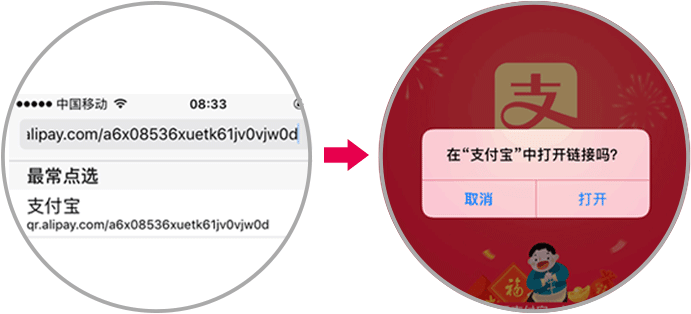 中国移动
08:33
alipay.com/a6x08536xuetk61jv0vjw0d
最常点选
支付宝
qr.alipay.com/a6x08536xuetk61jv0vjw0d
支
在“支付宝”中打开链接吗？
取消
打开
福